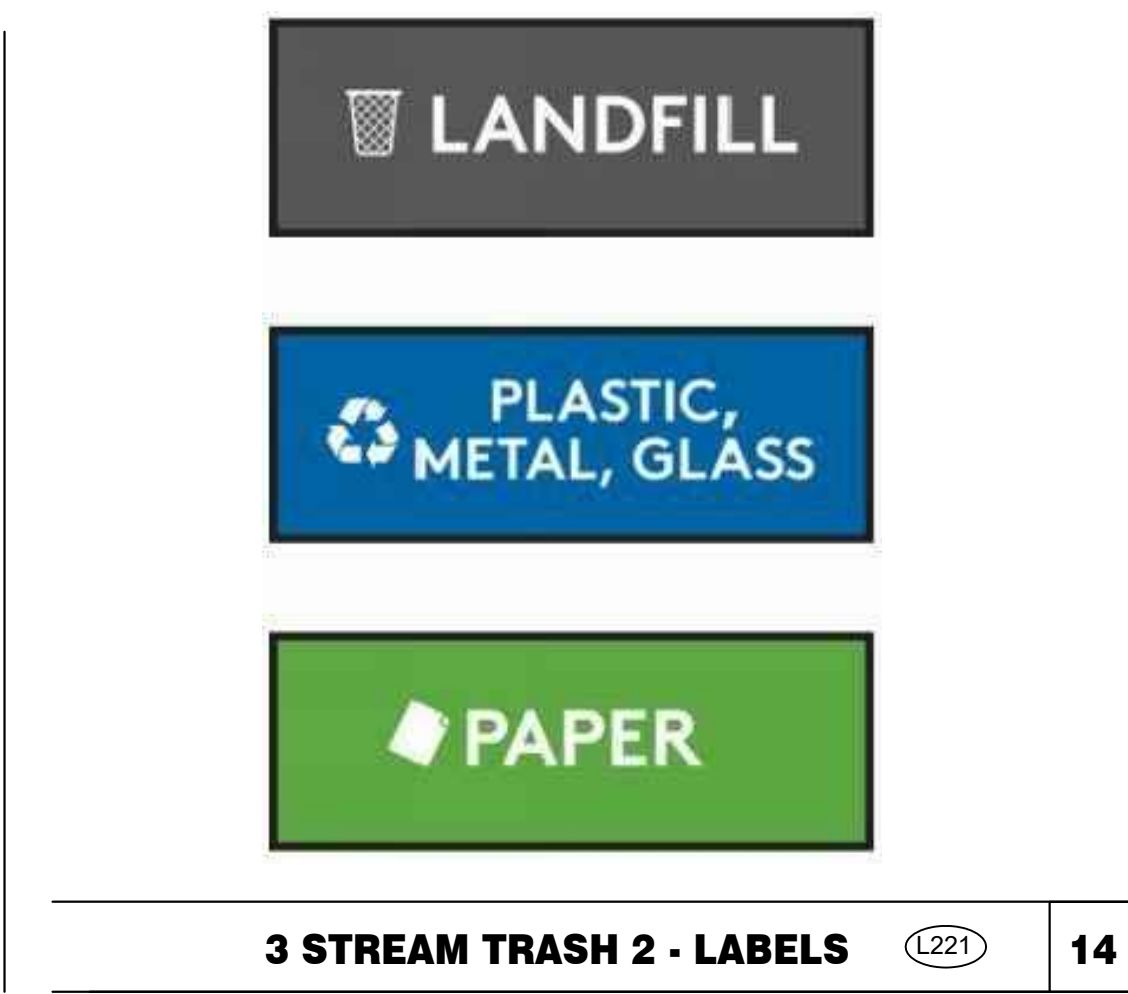 LANDFILL
PLASTIC,
METAL, GLASS
PAPER
3 STREAM TRASH 2 - LABELS L221 14